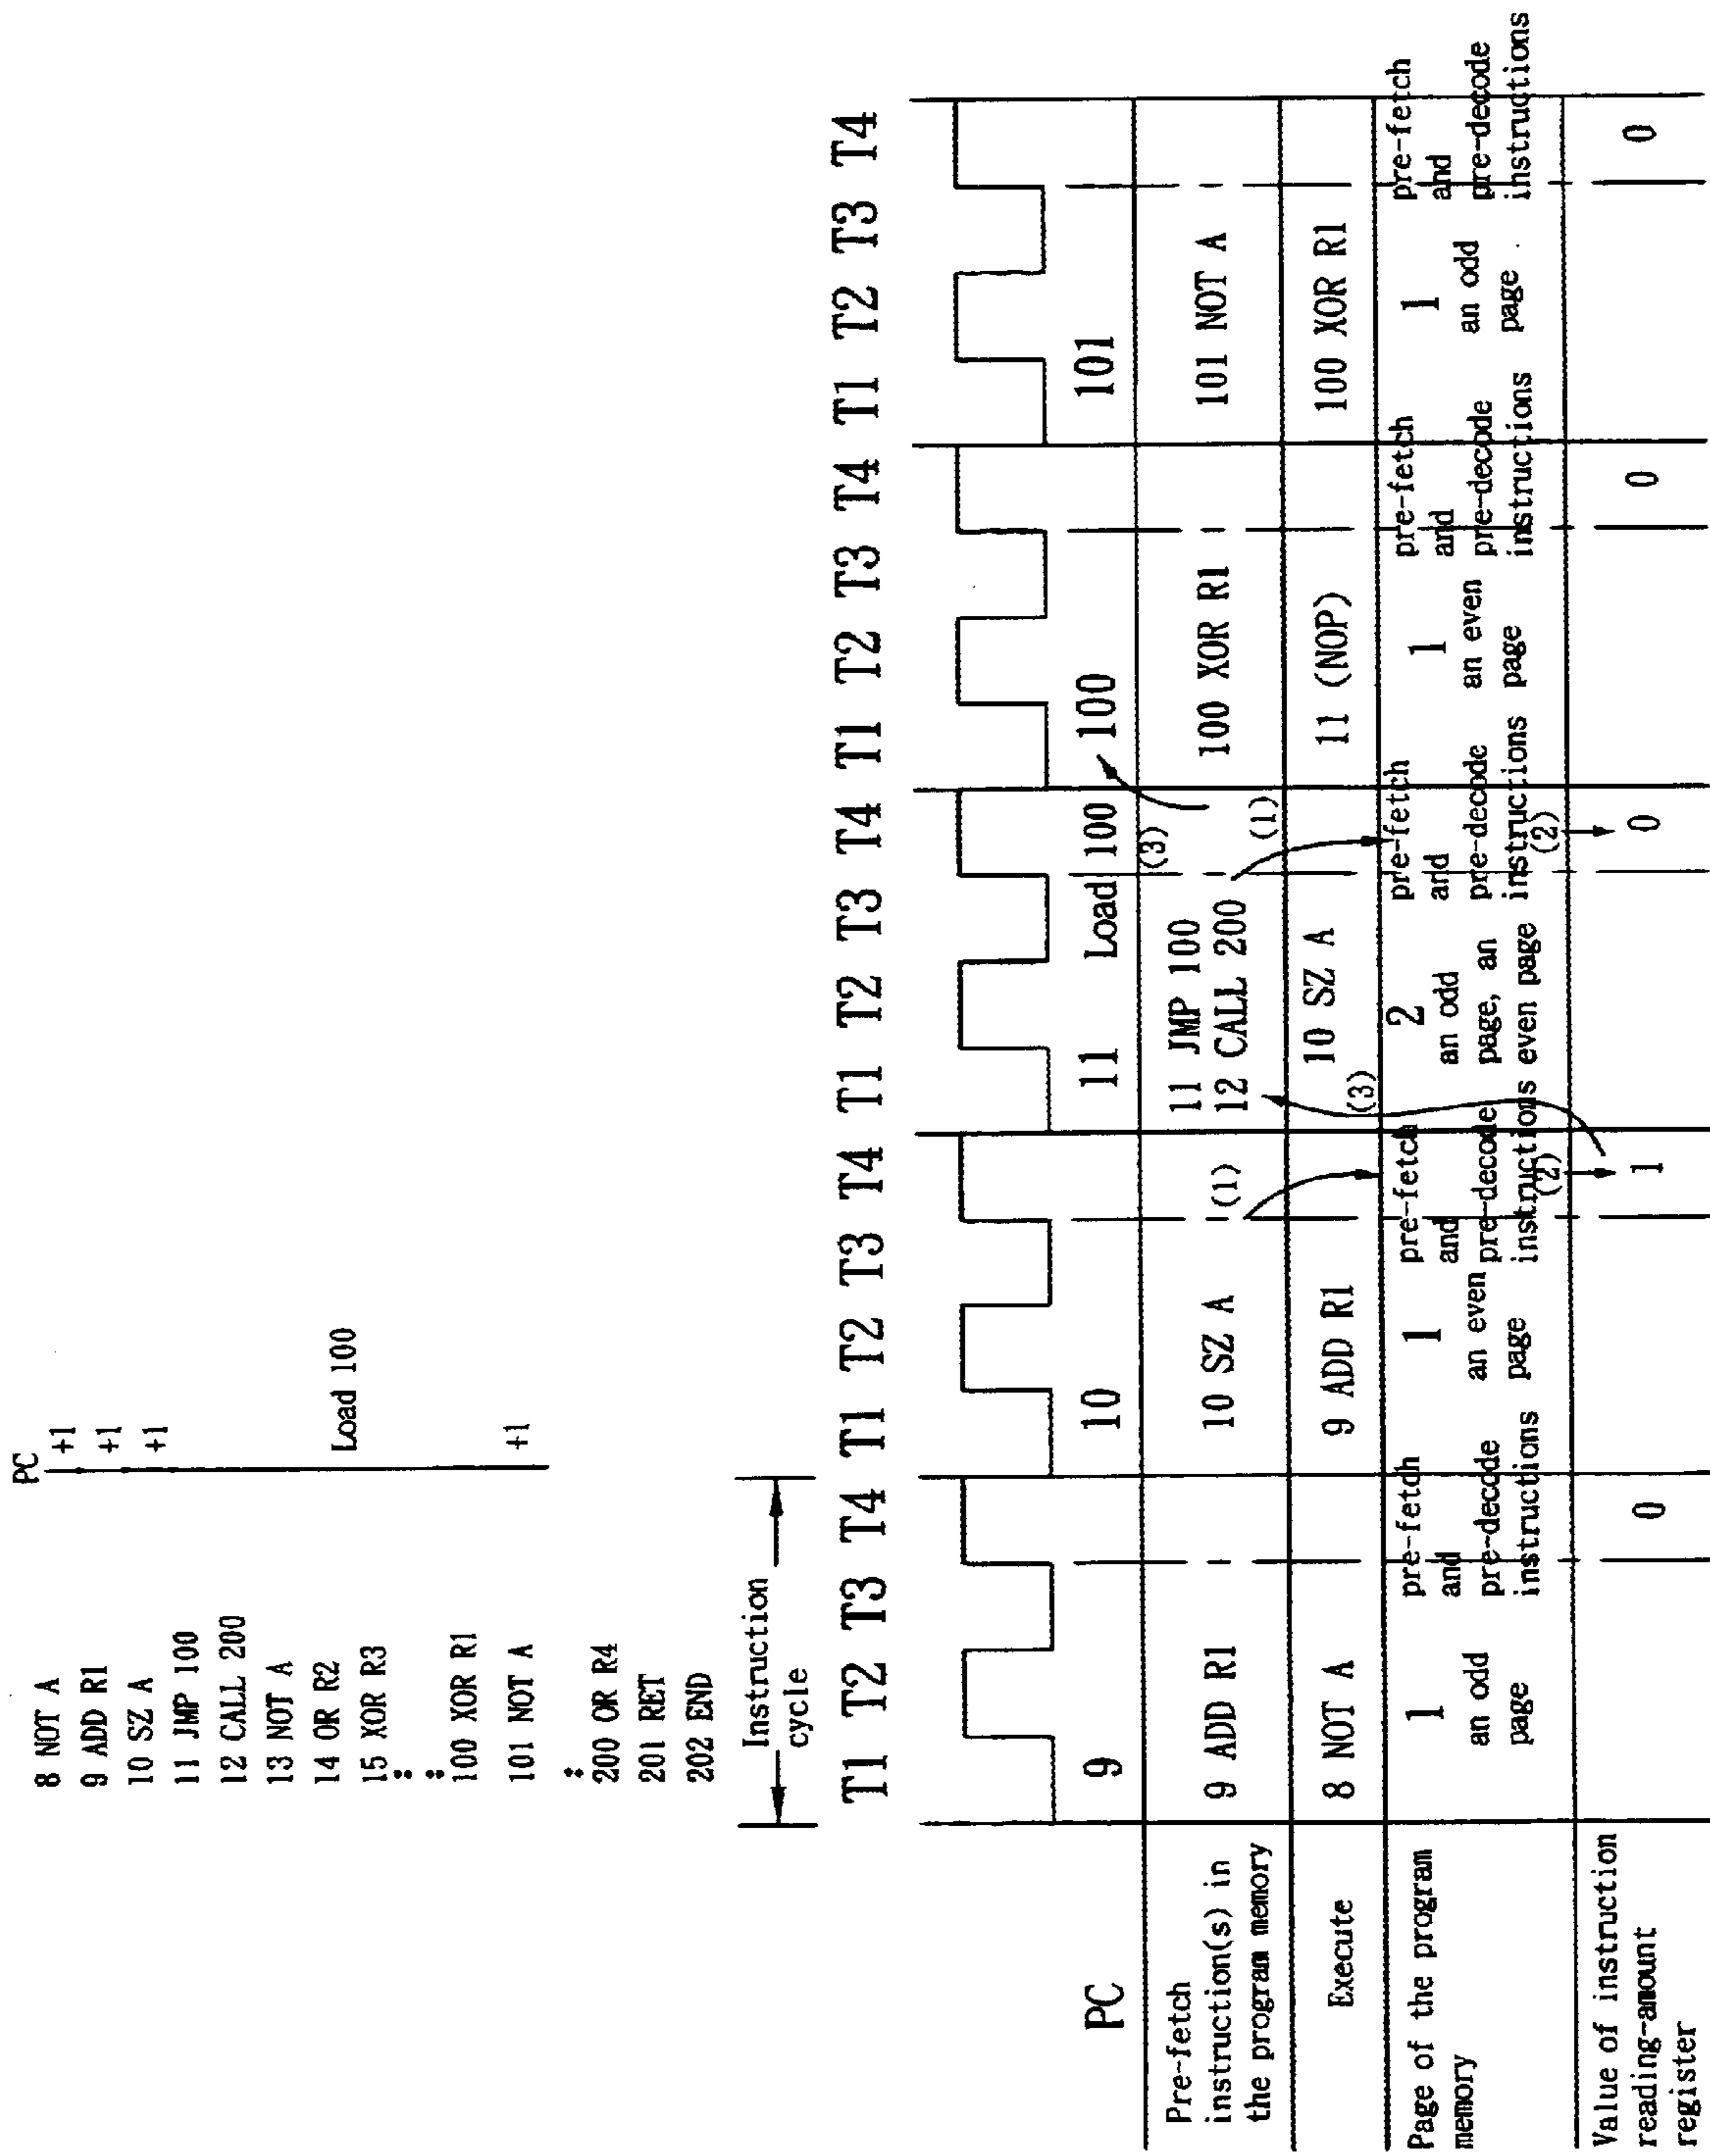 PC
8 NOT A +1
9 ADD R1 +1
10 SZ A +1
11 JMP 100
12 CALL 200
13 NOT A
14 OR R2 Load 100
15 XOR R3
:
:
100 XOR R1
101 NOT A +1
:
200 OR R4
201 RET
202 END
Instruction
cycle
T1 T2 T3 T4 T1 T2 T3 T4 T1 T2 T3 T4 T1 T2 T3 T4 T1 T2 T3 T4
PC 9 10 11 Load 100 100 101
Pre-fetch
instruction(s) in
the program memory
9 ADD R1
10 SZ A
(1)
11 JMP 100
12 CALL 200
(3)
(1)
100 XOR R1
101 NOT A
Execute
8 NOT A
9 ADD R1
10 SZ A
(3)
11 (NOP)
100 XOR R1
Page of the program
memory
1
an odd
page
pre-fetch
and
pre-decode
instructions
1
an even
page
pre-fetch
and
pre-decode
instructions
(2)
2
an odd
page, an
even page
pre-fetch
and
pre-decode
instructions
(2)
1
an even
page
pre-fetch
and
pre-decode
instructions
1
an odd
page .
pre-fetch
and
pre-decode
instructions
Value of instruction
reading-amount
register
0 1 0 0 0